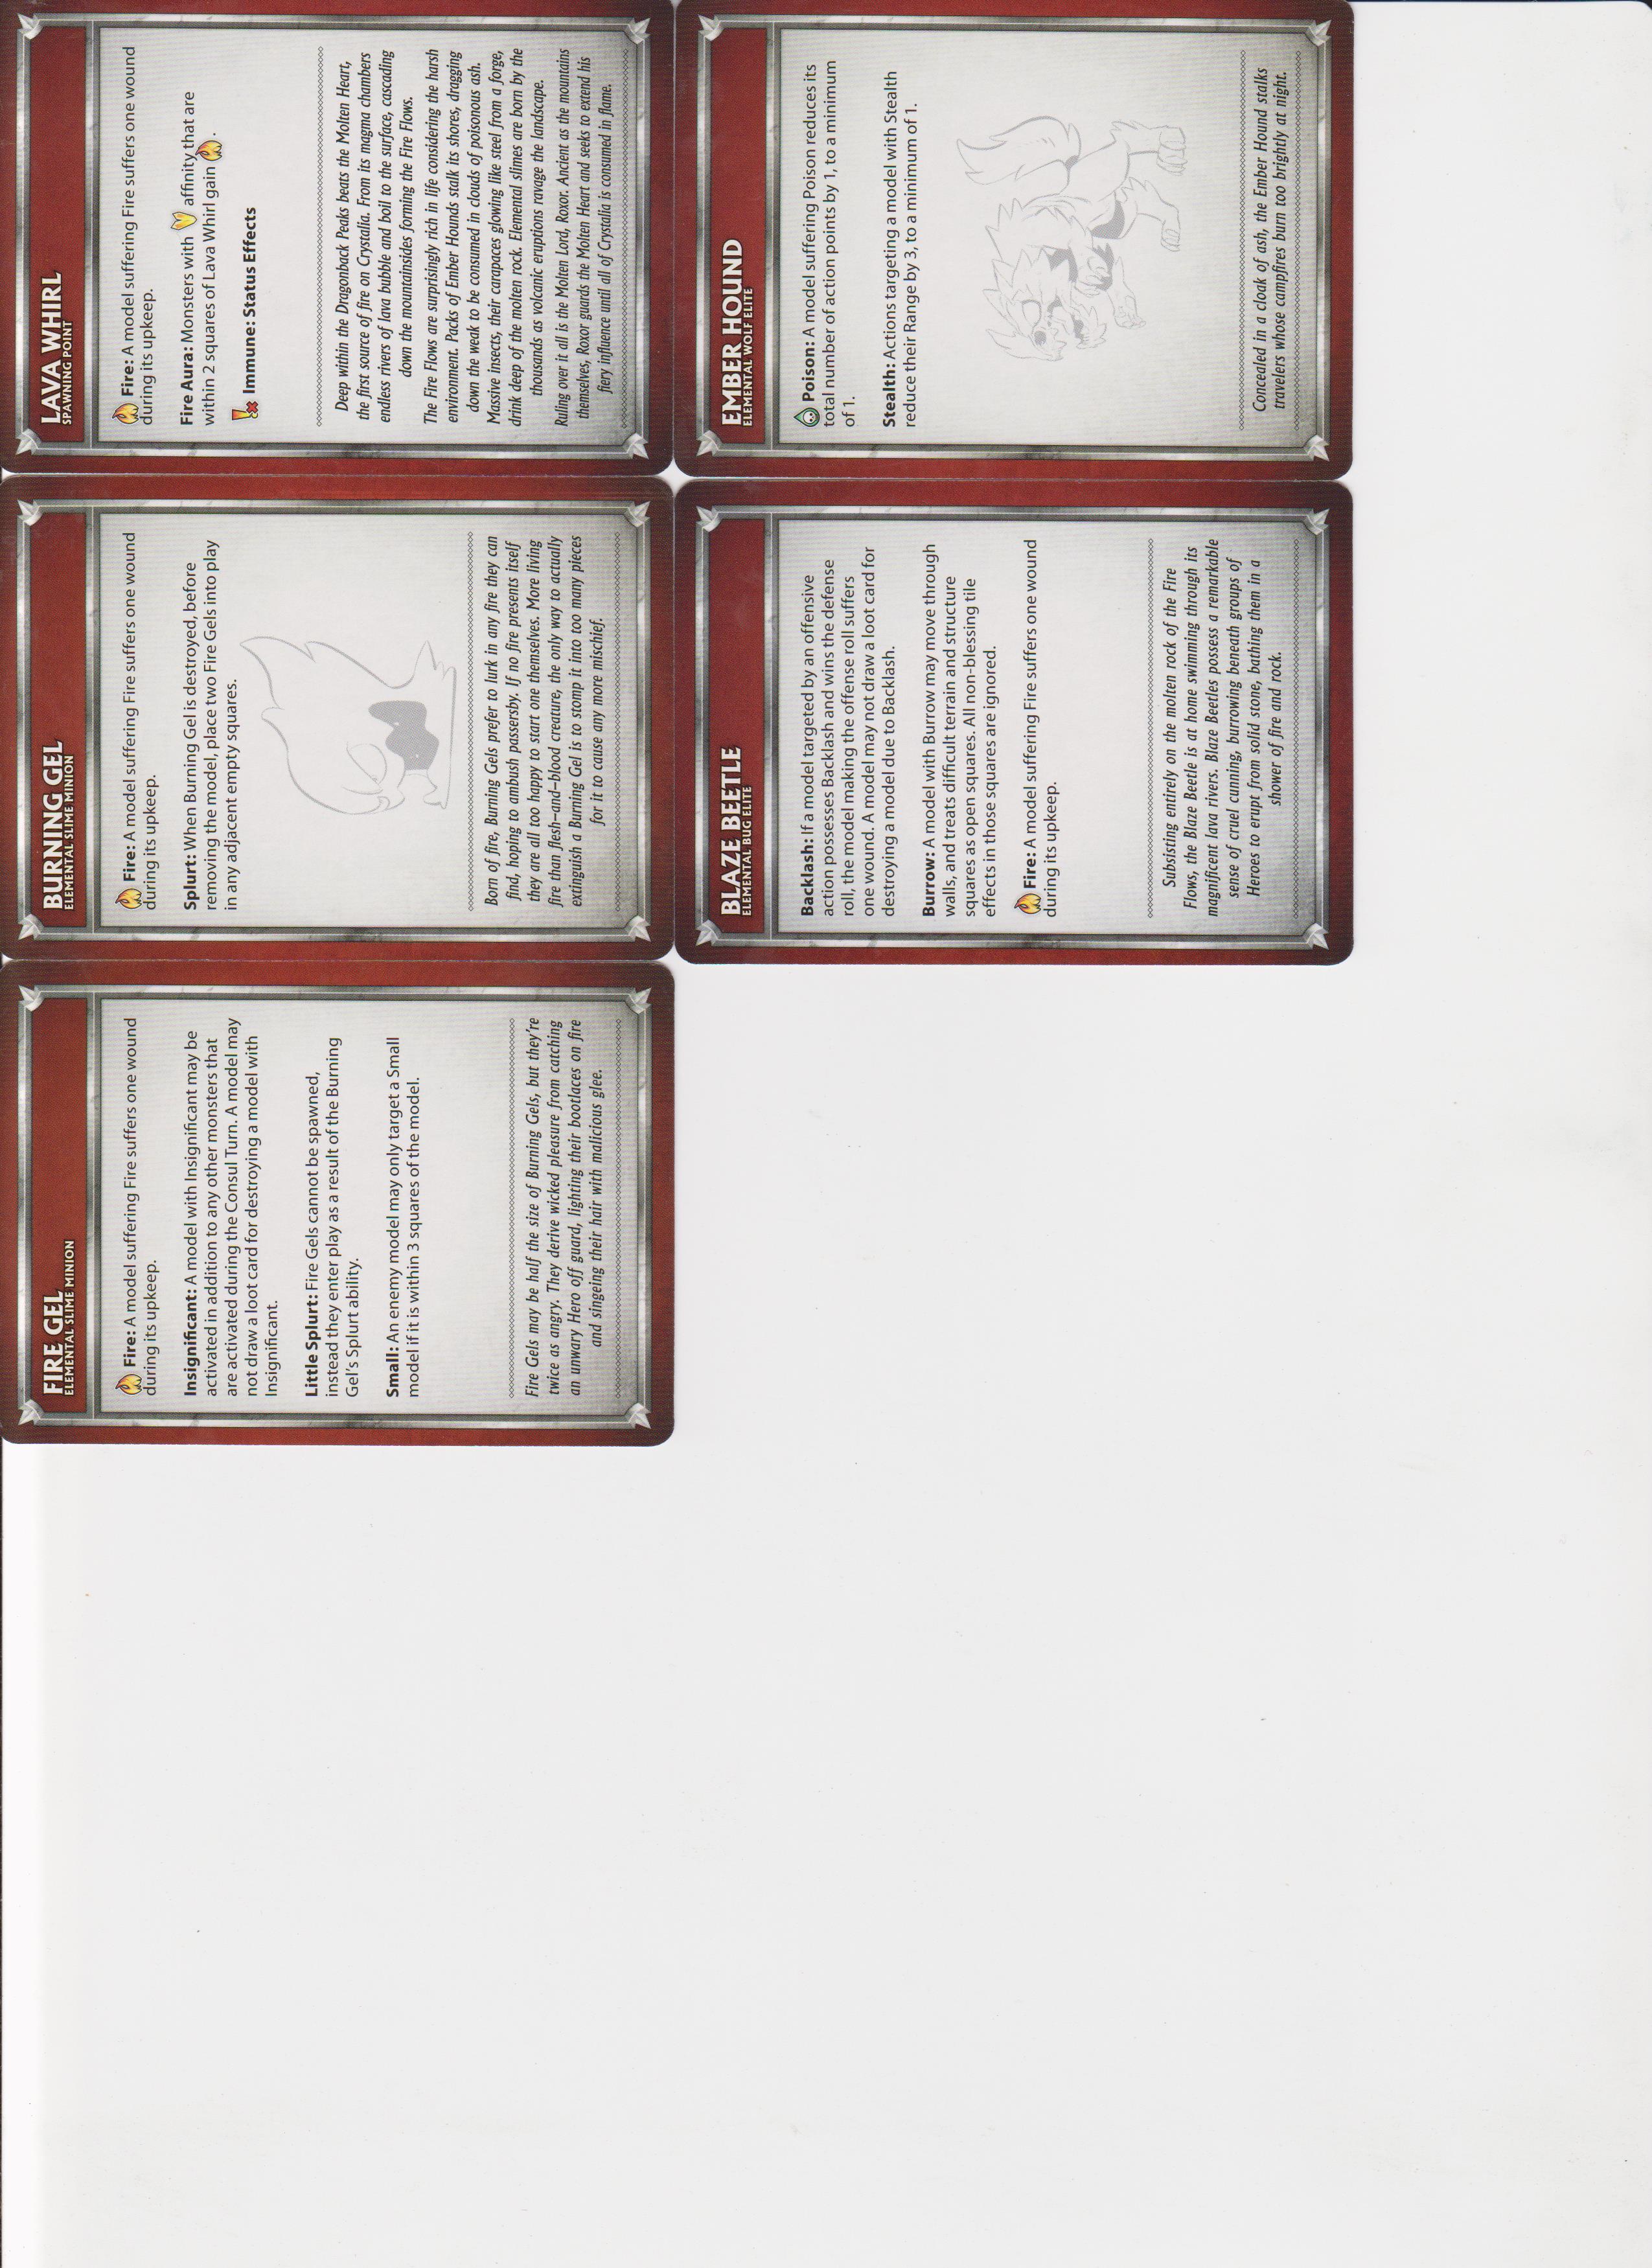 FIRE GEL
ELEMENTAL SLIME MINION
Fire: A model suffering Fire suffers one wound
during its upkeep.
Insignificant: A model with Insignificant may be
activated in addition to any other monsters that
are activated during the Consul Turn. A model may
not draw a loot card for destroying a model with
Insignificant.
Little Splurt: Fire Gels cannot be spawned,
instead they enter play as a result of the Burning
Gel's Splurt ability.
Small: An enemy model may only target a Small
model if it is within 3 squares of the model.
Fire Gels may be half the size of Burning Gels, but they're
twice as angry. They derive wicked pleasure from catching
an unwary Hero off guard, lighting their bootlaces on fire
and singeing their hair with malicious glee.
BURNING GEL
ELEMENTAL SLIME MINION
Fire: A model suffering Fire suffers one wound
during its upkeep.
Splurt: When Burning Gel is destroyed, before
removing the model, place two Fire Gels into play
in any adjacent empty squares.
Born of fire, Burning Gels prefer to lurk in any fire they can
find, hoping to ambush passersby. If no fire presents itself
they are all too happy to start one themselves. More living
fire than flesh-and-blood creature, the only way to actually
extinguish a Burning Gel is to stomp it into too many pieces
for it to cause any more mischief.
LAVA WHIRL
SPAWNING POINT
Fire: A model suffering Fire suffers one wound
during its upkeep.
Fire Aura: Monsters with affinity that are
within 2 squares of Lava Whirl gain .
Immune: Status Effects
Deep within the Dragonback Peaks beats the Molten Heart,
the first source of fire on Crystalia. From its magma chambers
endless rivers of lava bubble and boil to the surface, cascading
down the mountainsides forming the Fire Flows.
The Fire Flows are surprisingly rich in life considering the harsh
environment. Packs of Ember Hounds stalk its shores, dragging
down the weak to be consumed in clouds of poisonous ash.
Massive insects, their carapaces glowing like steel from a forge,
drink deep of the molten rock. Elemental slimes are born by the
thousands as volcanic eruptions ravage the landscape.
Ruling over it all is the Molten Lord, Roxor. Ancient as the mountains
themselves, Roxor guards the Molten Heart and seeks to extend his
fiery influence until all of Crystalia is consumed in flame.
BLAZE BEETLE
ELEMENTAL BUG ELITE
Backlash: If a model targeted by an offensive
action possesses Backlash and wins the defense
roll, the model making the offense roll suffers
one wound. A model may not draw a loot card for
destroying a model due to Backlash.
Burrow: A model with Burrow may move through
walls, and treats difficult terrain and structure
squares as open squares. All non-blessing tile
effects in those squares are ignored.
Fire: A model suffering Fire suffers one wound
during its upkeep.
Subsisting entirely on the molten rock of the Fire
Flows, the Blaze Beetle is at home swimming through its
magnificent lava rivers. Blaze Beetles possess a remarkable
sense of cruel cunning, burrowing beneath groups of
Heroes to erupt from solid stone, bathing them in a
shower of fire and rock.
EMBER HOUND
ELEMENTAL WOLF ELITE
Poison: A model suffering Poison reduces its
total number of action points by 1, to a minimum
of 1.
Stealth: Actions targeting a model with Stealth
reduce their Range by 3, to a minimum of 1.
Concealed in a cloak of ash, the Ember Hound stalks
travelers whose campfires burn too brightly at night.